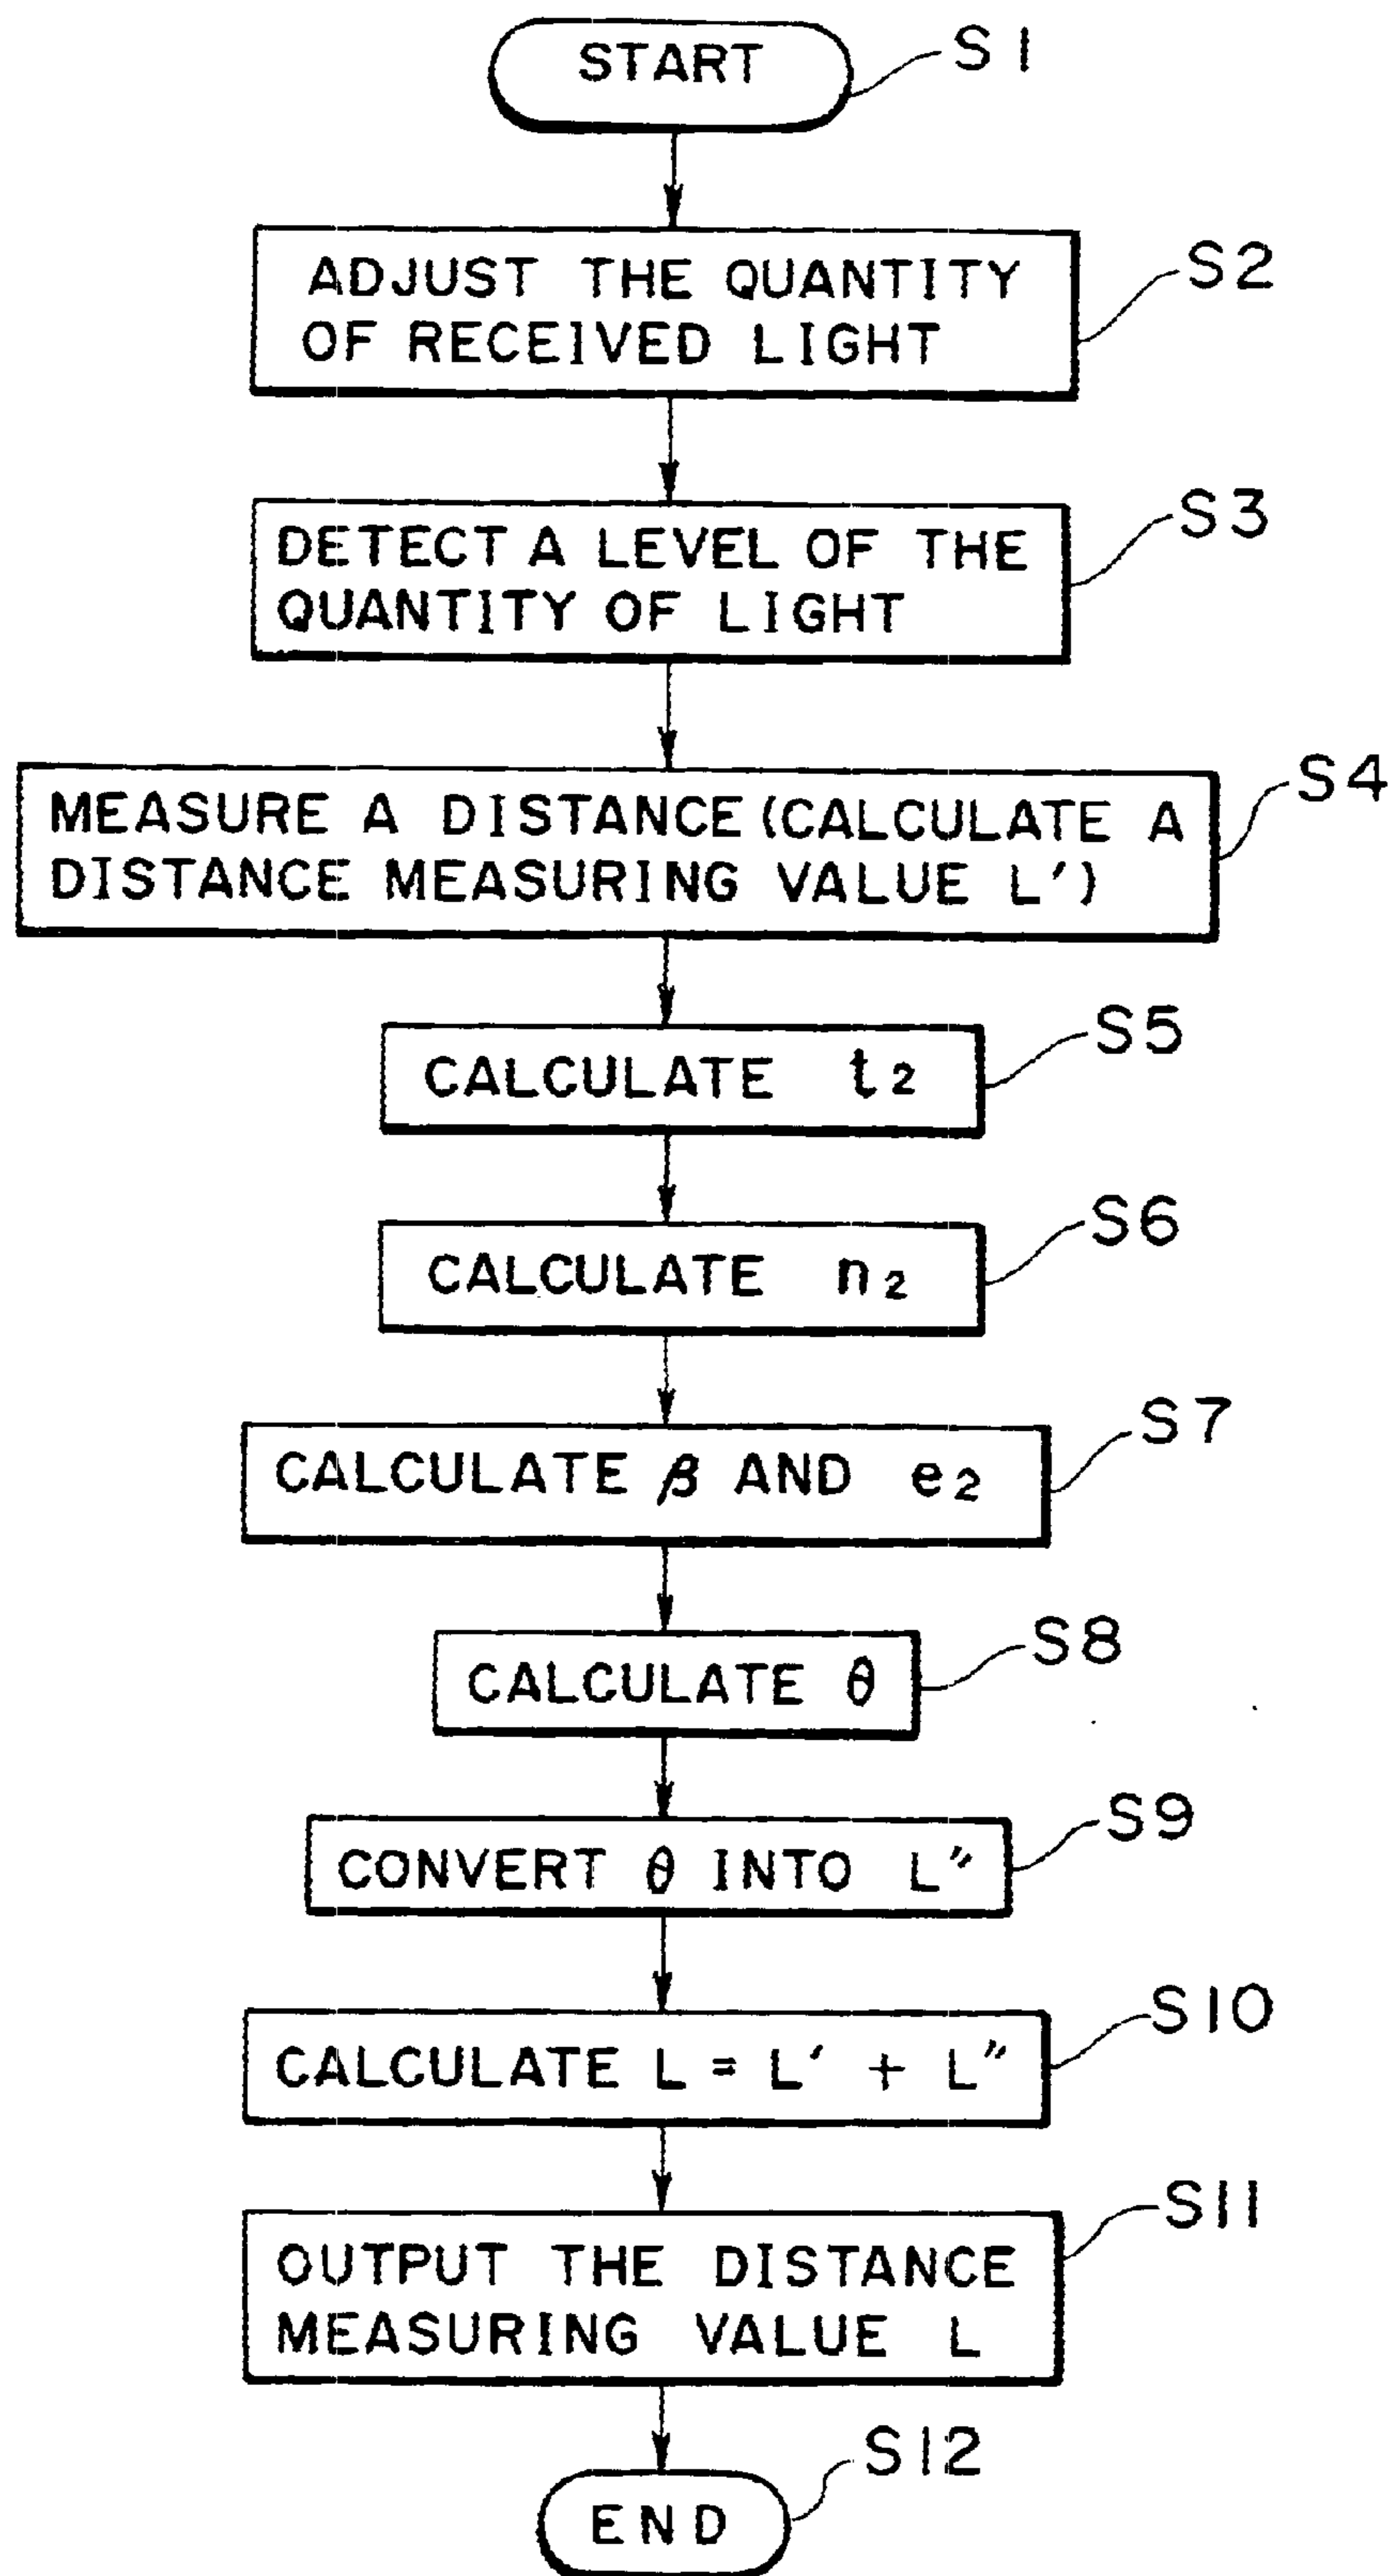 START
S1
ADJUST THE QUANTITY
OF RECEIVED LIGHT
S2
DETECT A LEVEL OF THE
QUANTITY OF LIGHT
S3
MEASURE A DISTANCE (CALCULATE A
DISTANCE MEASURING VALUE L′)
S4
CALCULATE t₂
S5
CALCULATE n₂
S6
CALCULATE β AND e₂
S7
CALCULATE θ
S8
CONVERT θ INTO L″
S9
CALCULATE L = L′ + L″
S10
OUTPUT THE DISTANCE
MEASURING VALUE L
S11
END
S12